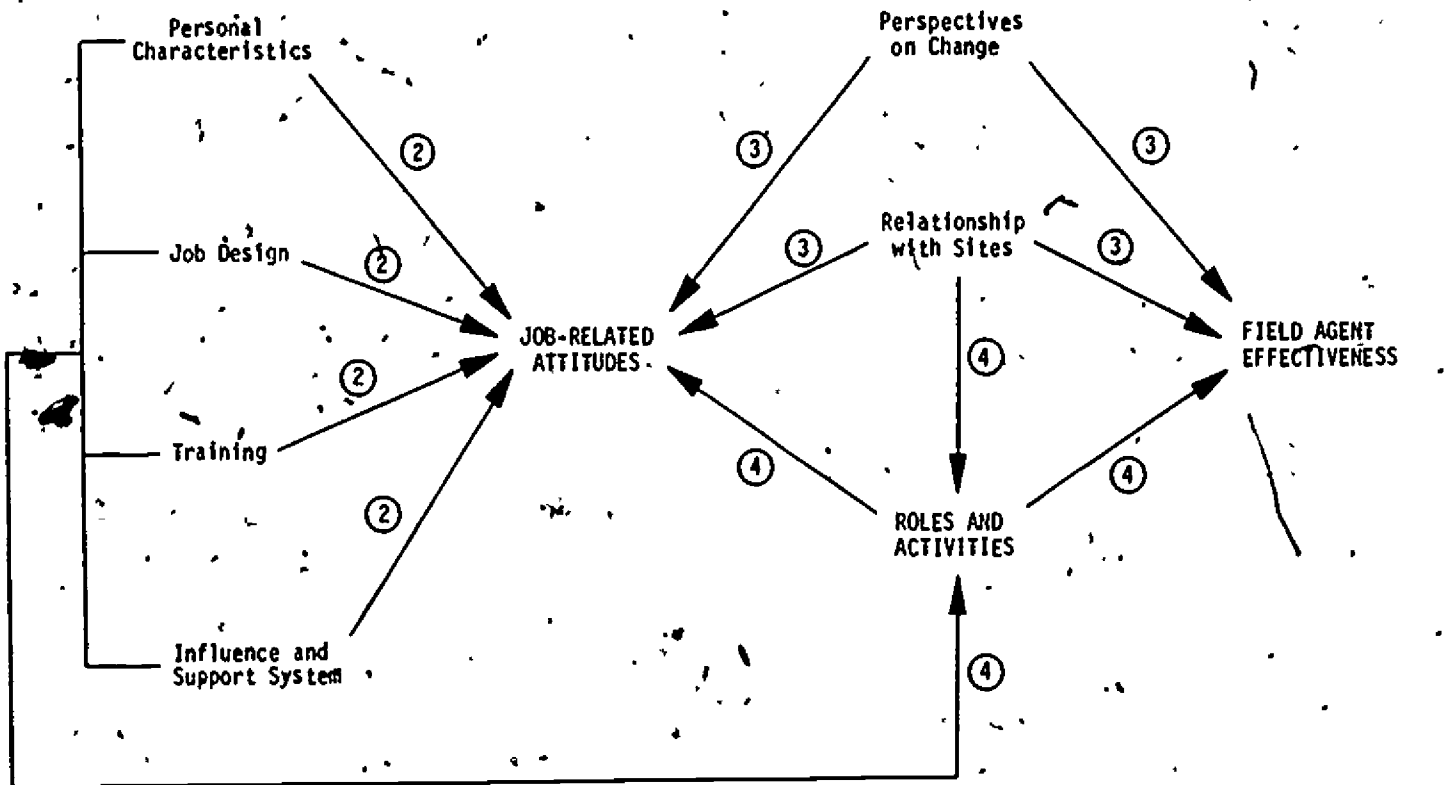 Personal
Characteristics
Perspectives
on Change
2
3
3
Job Design
2
Relationship
with Sites
3
3
JOB-RELATED
ATTITUDES
FIELD AGENT
EFFECTIVENESS
2
4
Training
4
4
2
ROLES AND
ACTIVITIES
Influence and
Support System
4